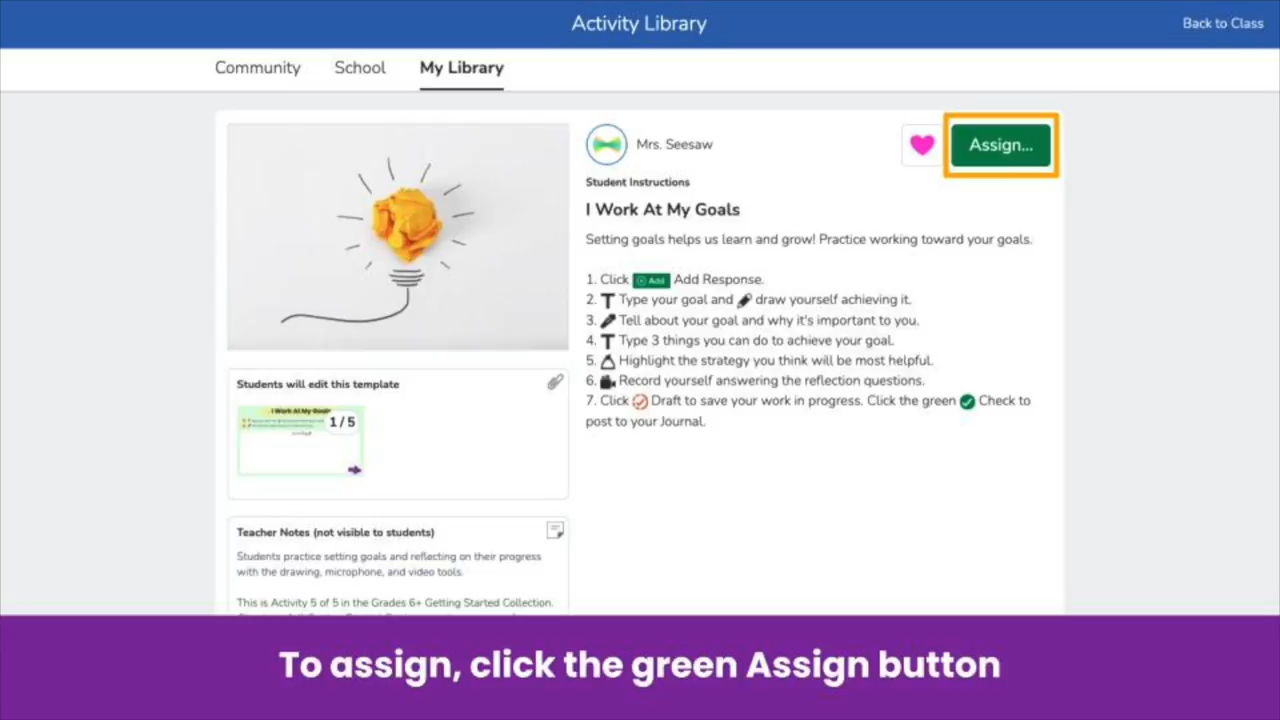 Activity Library
Back to Class
Community
School
My Library
Mrs. Seesaw
Assign...
Student Instructions
I Work At My Goals
Setting goals helps us learn and grow! Practice working toward your goals.
1. Click Add Add Response.
2. Type your goal and draw yourself achieving it.
3. Tell about your goal and why it's important to you.
4. Type 3 things you can do to achieve your goal.
5. Highlight the strategy you think will be most helpful.
6. Record yourself answering the reflection questions.
7. Click Draft to save your work in progress. Click the green Check to
post to your Journal.
Students will edit this template
I Work At My Goals
1 / 5
Teacher Notes (not visible to students)
Students practice setting goals and reflecting on their progress
with the drawing, microphone, and video tools.
This is Activity 5 of 5 in the Grades 6+ Getting Started Collection.
To assign, click the green Assign button